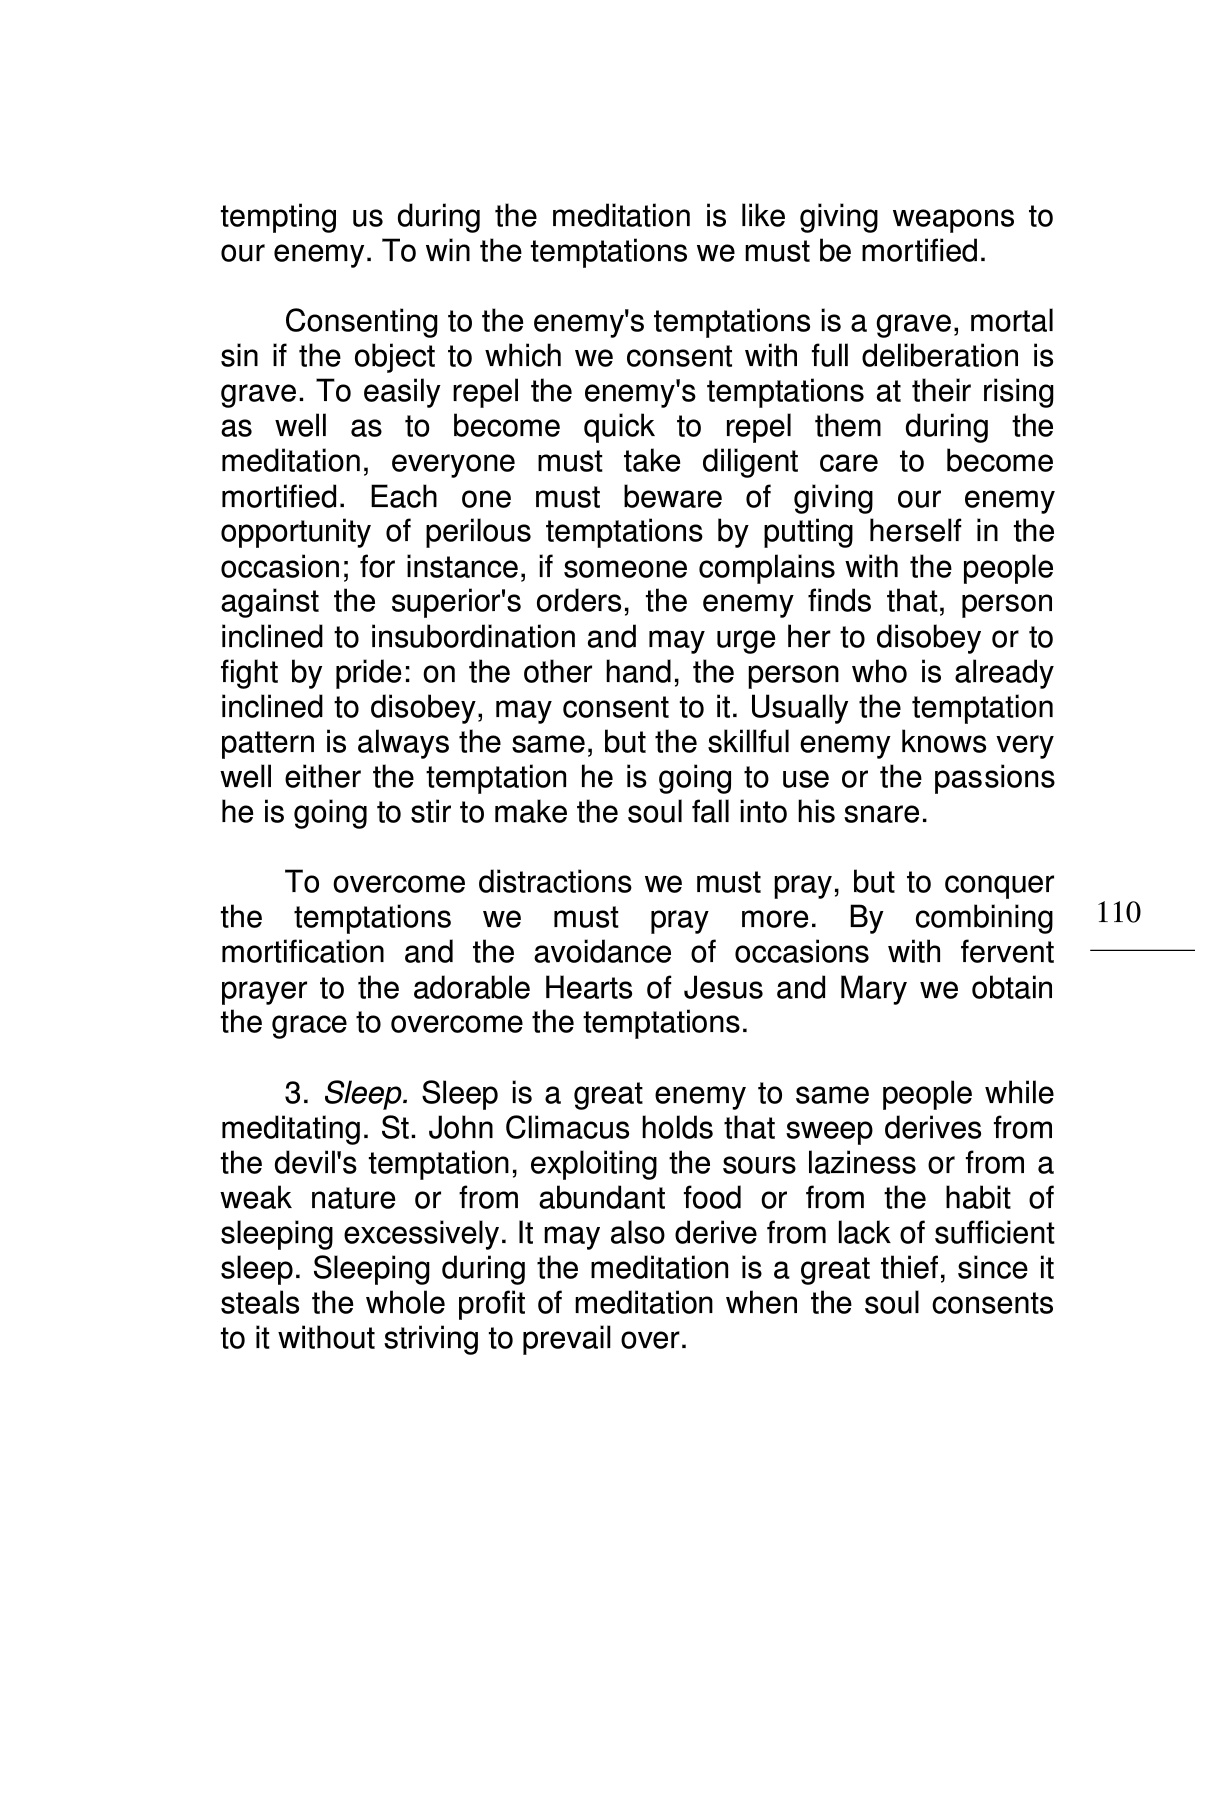 tempting us during the meditation is like giving weapons to
our enemy. To win the temptations we must be mortified.
Consenting to the enemy's temptations is a grave, mortal
sin if the object to which we consent with full deliberation is
grave. To easily repel the enemy's temptations at their rising
as well as to become quick to repel them during the
meditation, everyone must take diligent care to become
mortified. Each one must beware of giving our enemy
opportunity of perilous temptations by putting herself in the
occasion; for instance, if someone complains with the people
against the superior's orders, the enemy finds that, person
inclined to insubordination and may urge her to disobey or to
fight by pride: on the other hand, the person who is already
inclined to disobey, may consent to it. Usually the temptation
pattern is always the same, but the skillful enemy knows very
well either the temptation he is going to use or the passions
he is going to stir to make the soul fall into his snare.
To overcome distractions we must pray, but to conquer
the temptations we must pray more. By combining
mortification and the avoidance of occasions with fervent
prayer to the adorable Hearts of Jesus and Mary we obtain
the grace to overcome the temptations.
110
3. Sleep. Sleep is a great enemy to same people while
meditating. St. John Climacus holds that sweep derives from
the devil's temptation, exploiting the sours laziness or from a
weak nature or from abundant food or from the habit of
sleeping excessively. It may also derive from lack of sufficient
sleep. Sleeping during the meditation is a great thief, since it
steals the whole profit of meditation when the soul consents
to it without striving to prevail over.